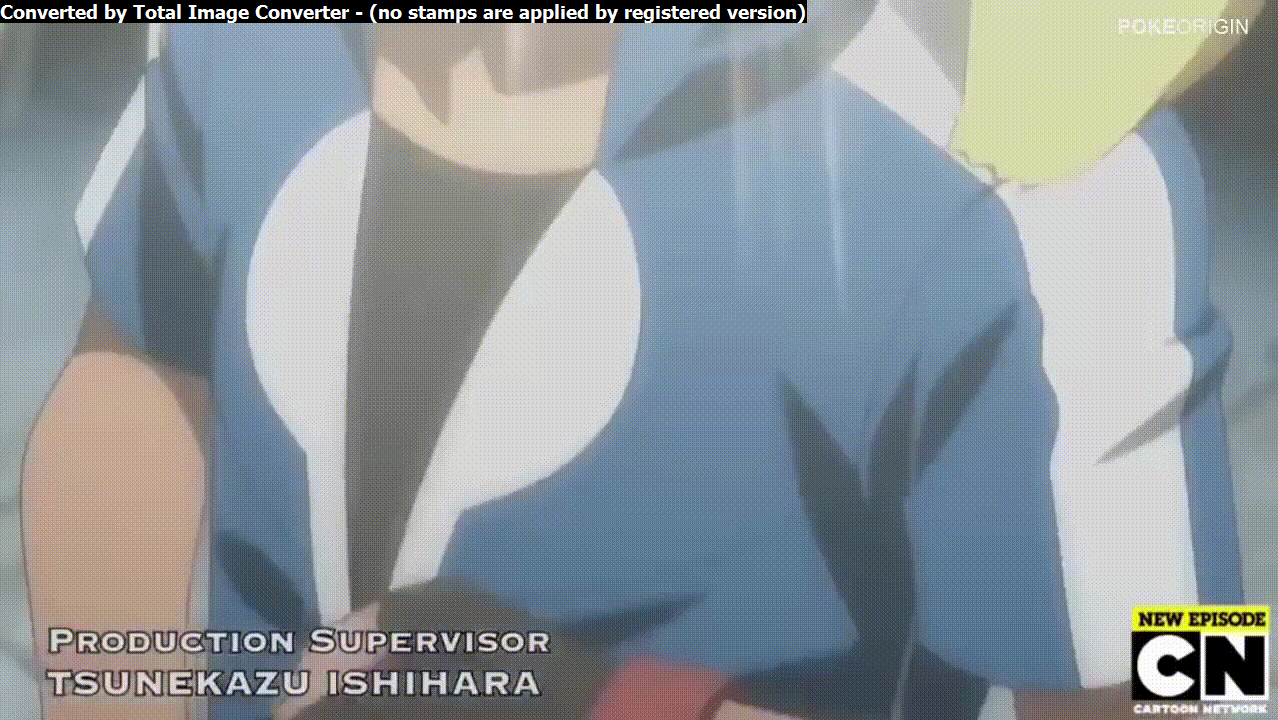 Converted by Total Image Converter - (no stamps are applied by registered version)
POKEORIGIN
PRODUCTION SUPERVISOR
TSUNEKAZU ISHIHARA
NEW EPISODE
CN
CARTOON NETWORK